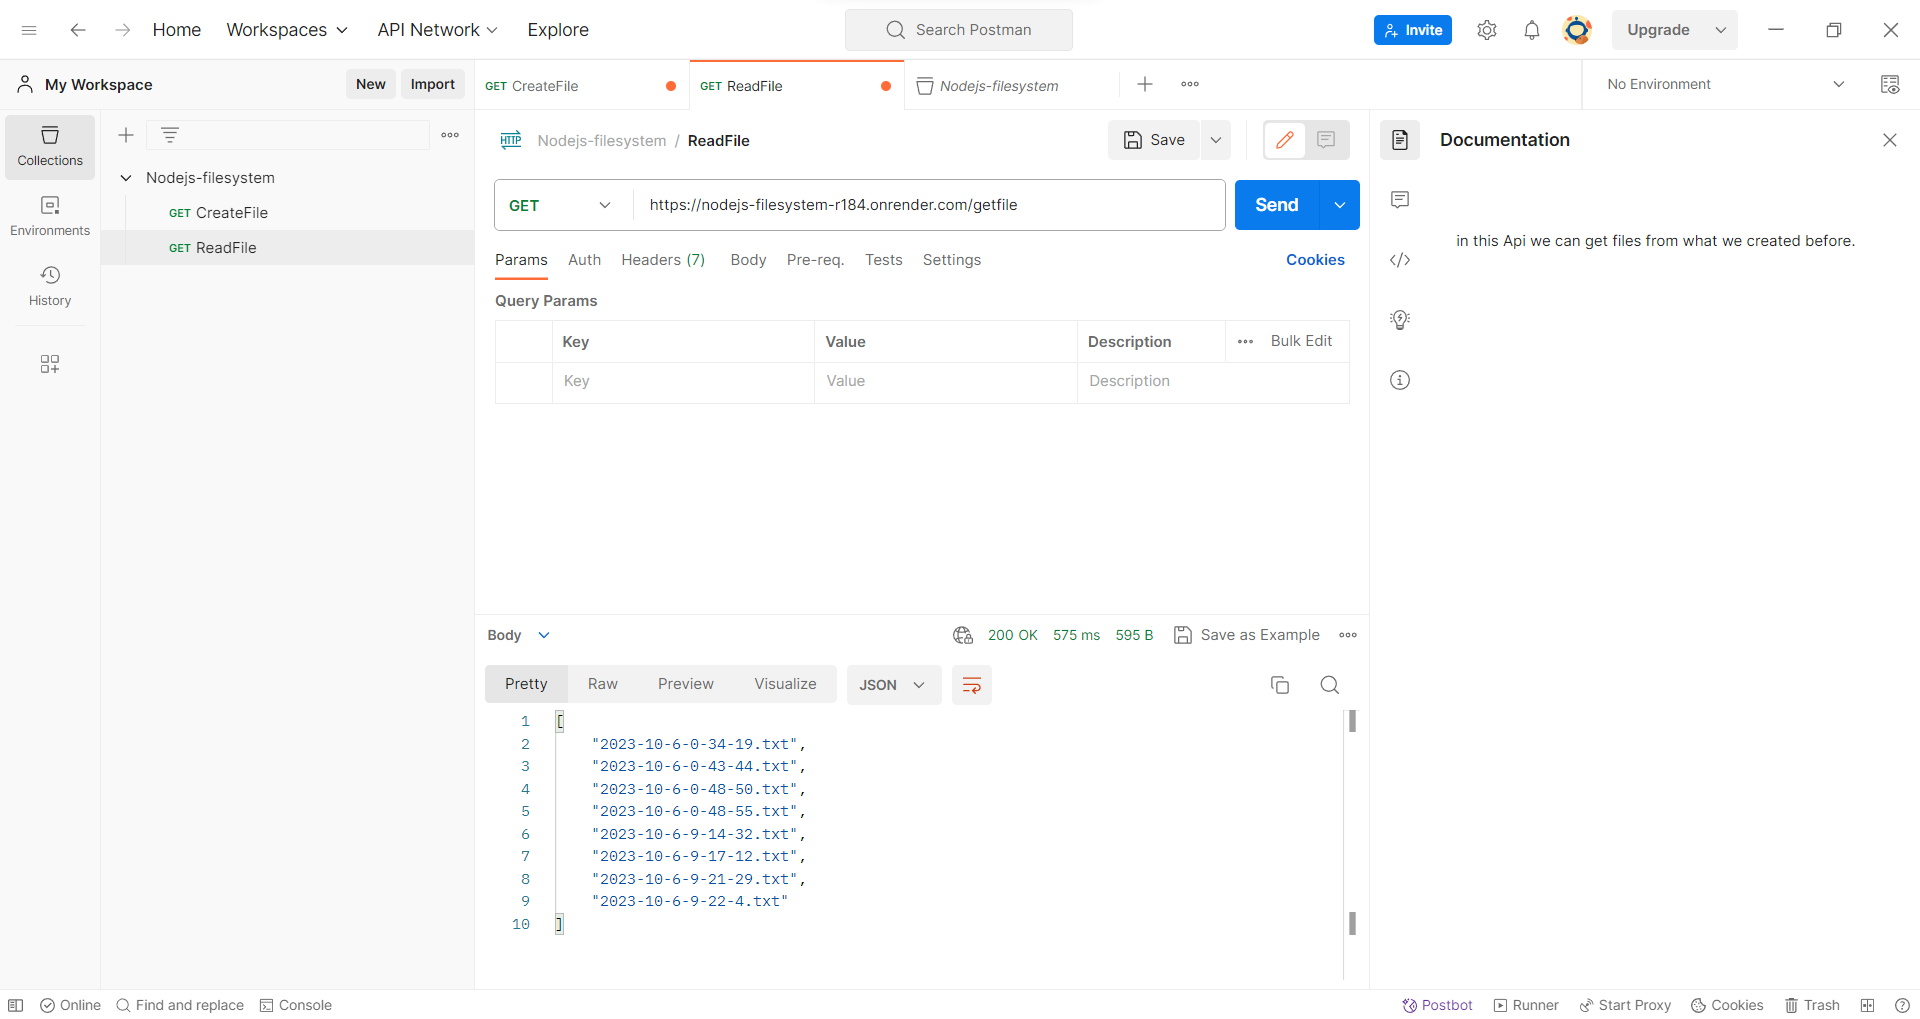 Home Workspaces API Network Explore Search Postman Invite Upgrade
My Workspace New Import GET CreateFile GET ReadFile Nodejs-filesystem No Environment
Collections
Environments
History
Nodejs-filesystem
GET CreateFile
GET ReadFile
HTTP Nodejs-filesystem / ReadFile Save
GET https://nodejs-filesystem-r184.onrender.com/getfile Send
Params Auth Headers (7) Body Pre-req. Tests Settings Cookies
Query Params
Key Value Description Bulk Edit
Key Value Description
Body 200 OK 575 ms 595 B Save as Example
Pretty Raw Preview Visualize JSON
1 [
2 "2023-10-6-0-34-19.txt",
3 "2023-10-6-0-43-44.txt",
4 "2023-10-6-0-48-50.txt",
5 "2023-10-6-0-48-55.txt",
6 "2023-10-6-9-14-32.txt",
7 "2023-10-6-9-17-12.txt",
8 "2023-10-6-9-21-29.txt",
9 "2023-10-6-9-22-4.txt"
10 ]
Documentation
in this Api we can get files from what we created before.
Online Find and replace Console Postbot Runner Start Proxy Cookies Trash